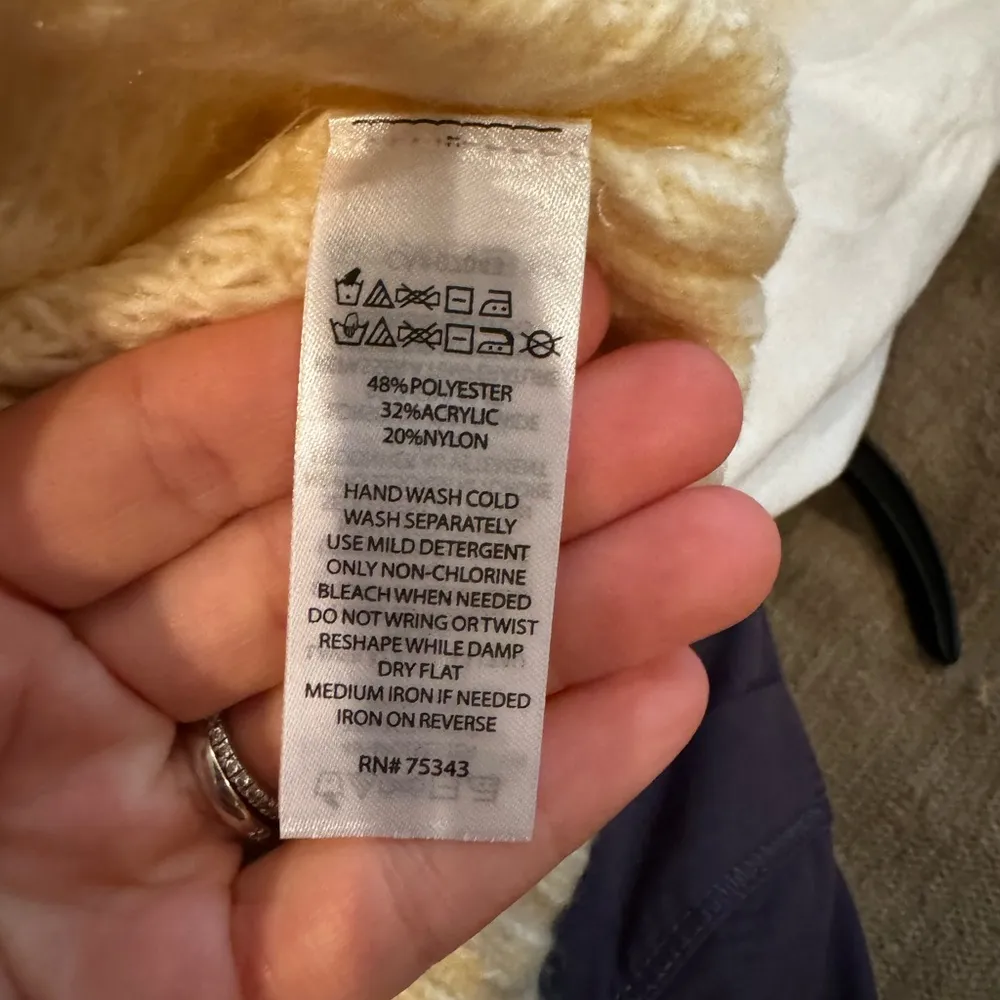 48%POLYESTER
32%ACRYLIC
20%NYLON
HAND WASH COLD
WASH SEPARATELY
USE MILD DETERGENT
ONLY NON-CHLORINE
BLEACH WHEN NEEDED
DO NOT WRING OR TWIST
RESHAPE WHILE DAMP
DRY FLAT
MEDIUM IRON IF NEEDED
IRON ON REVERSE
RN# 75343